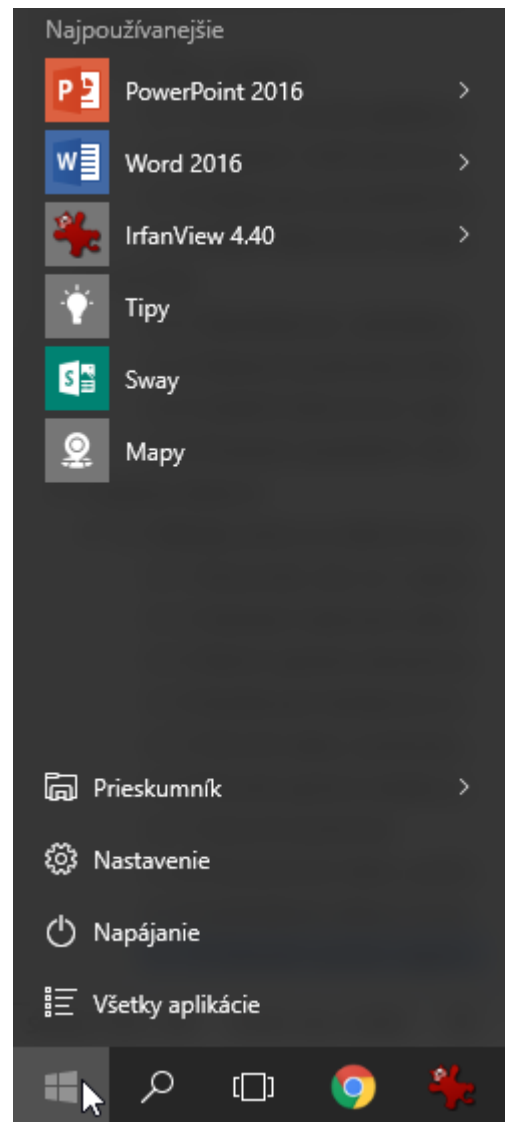 Najpoužívanejšie
PowerPoint 2016
Word 2016
IrfanView 4.40
Tipy
Sway
Mapy
Prieskumník
Nastavenie
Napájanie
Všetky aplikácie